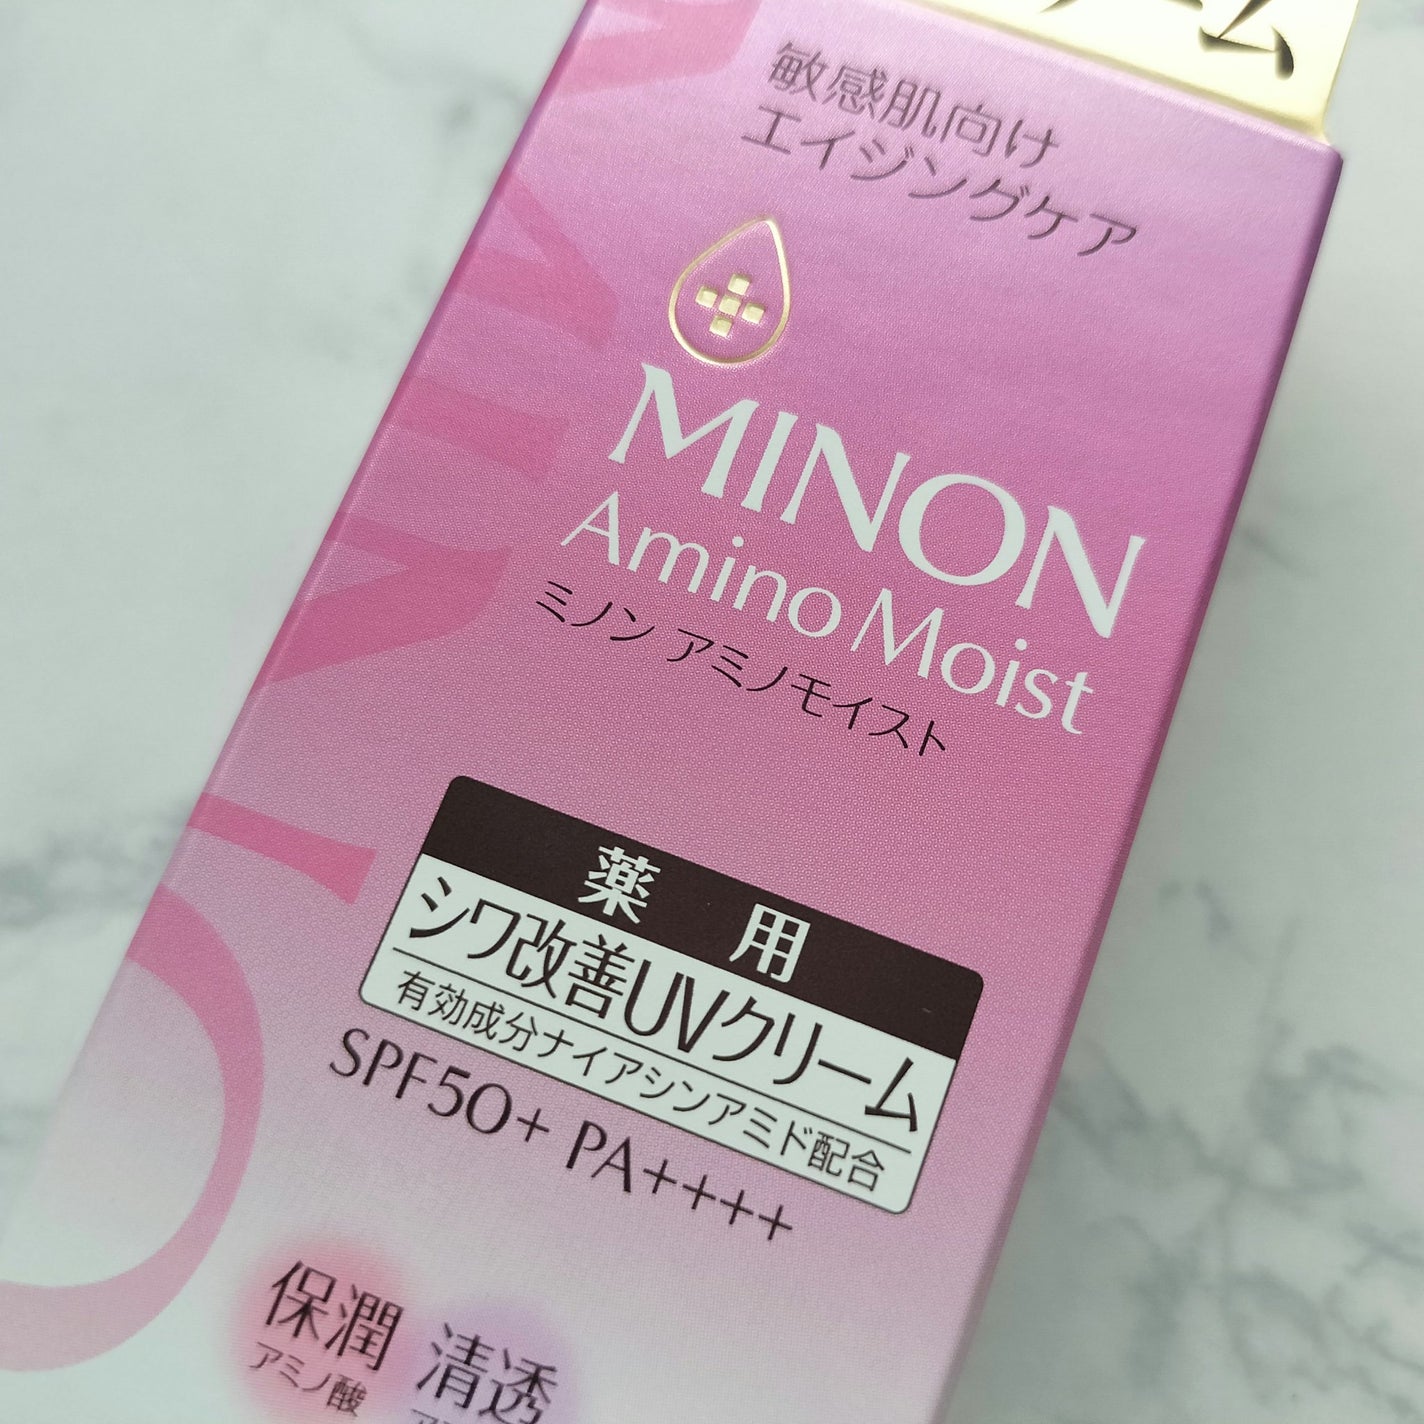 敏感肌向け
エイジングケア
MINON
Amino Moist
ミノン アミノモイスト
薬用
シワ改善UVクリーム
有効成分ナイアシンアミド配合
SPF50+ PA++++
保潤 清透
アミノ酸